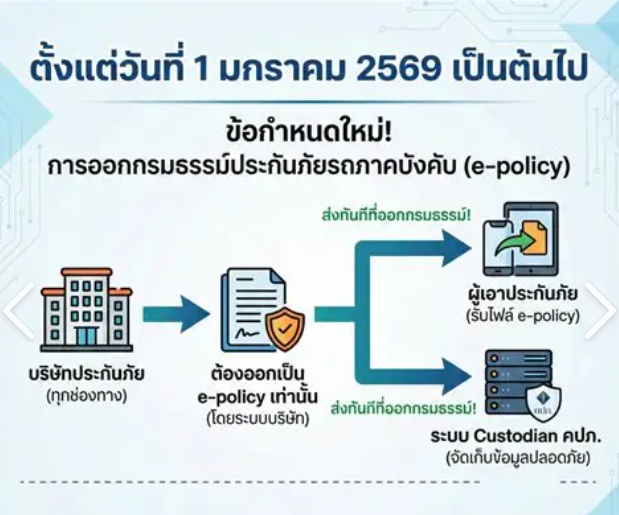 ตั้งแต่วันที่ 1 มกราคม 2569 เป็นต้นไป
ข้อกำหนดใหม่!
การออกกรมธรรม์ประกันภัยรถภาคบังคับ (e-policy)
ส่งทันทีที่ออกกรมธรรม์!
ผู้เอาประกันภัย
(รับไฟล์ e-policy)
บริษัทประกันภัย
(ทุกช่องทาง)
ต้องออกเป็น
e-policy เท่านั้น
(โดยระบบบริษัท)
ส่งทันทีที่ออกกรมธรรม์!
คปภ.
ระบบ Custodian คปภ.
(จัดเก็บข้อมูลปลอดภัย)